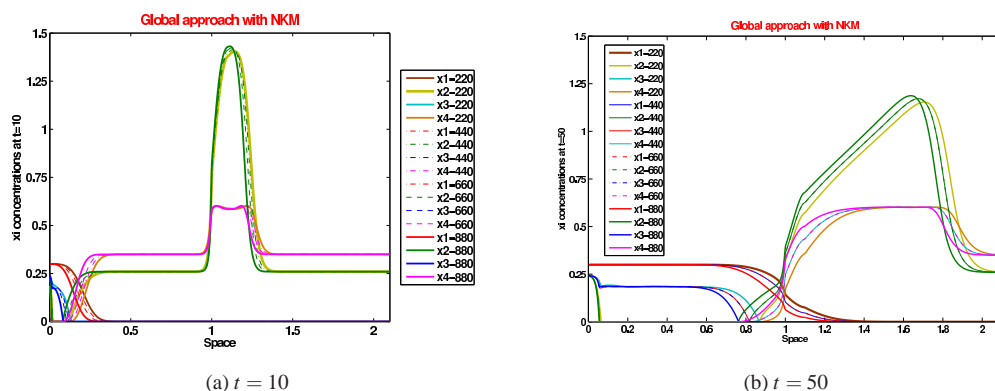 Global approach with NKM
xi concentrations at t=10
1.5
1.25
1
0.75
0.5
0.25
0
0 0.5 1 1.5 2
Space
x1=220
x2-220
x3-220
x4-220
x1=440
x2-440
x3-440
x4-440
x1=660
x2-660
x3-660
x4-660
x1=880
x2-880
x3-880
x4-880
(a) t = 10
Global approach with NKM
xi concentrations at t=50
1.5
1.25
1
0.75
0.5
0.25
0
0 0.2 0.4 0.6 0.8 1 1.2 1.4 1.6 1.8 2
Space
x1-220
x2-220
x3-220
x4-220
x1-440
x2-440
x3-440
x4-440
x1-660
x2-660
x3-660
x4-660
x1-880
x2-880
x3-880
x4-880
(b) t = 50